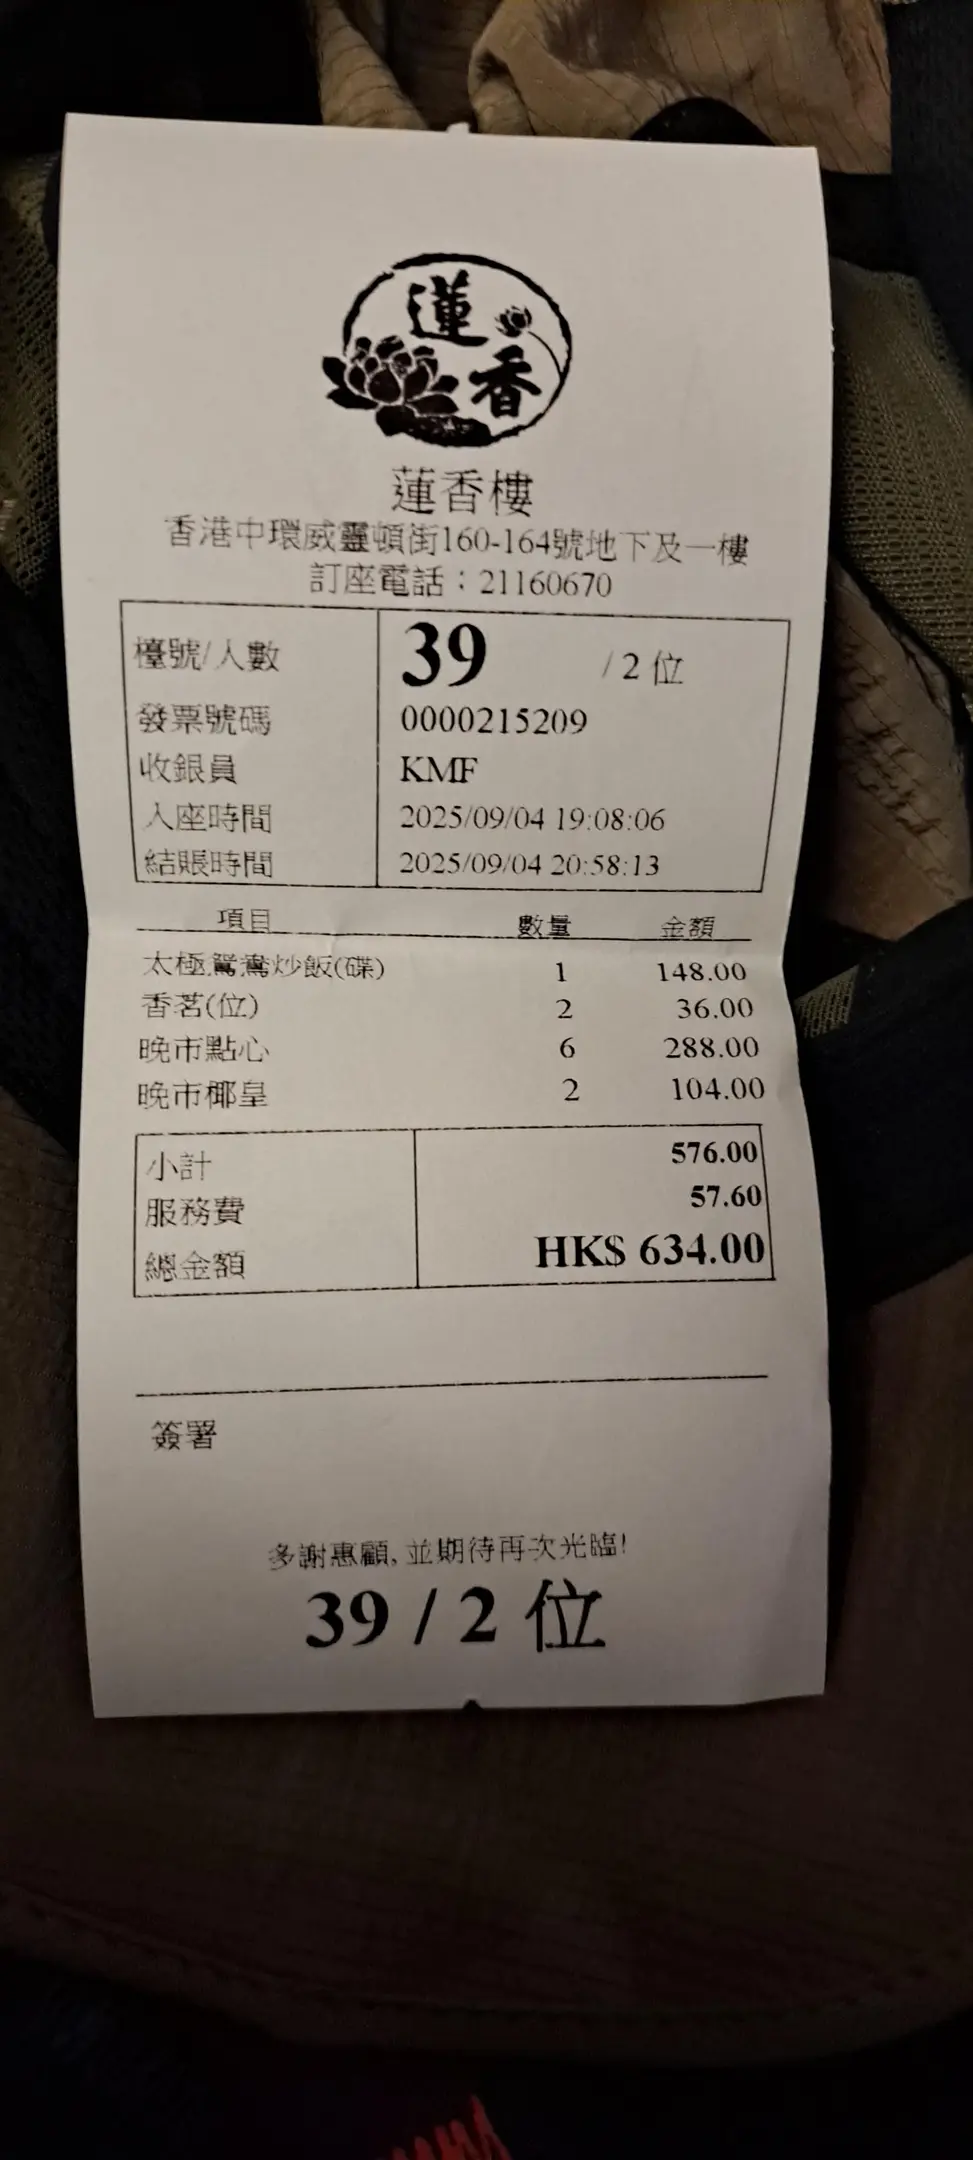 蓮香
蓮香樓
香港中環威靈頓街160-164號地下及一樓
訂座電話：21160670
檯號/人數 39 / 2 位
發票號碼 0000215209
收銀員 KMF
入座時間 2025/09/04 19:08:06
結賬時間 2025/09/04 20:58:13
項目 數量 金額
太極鴛鴦炒飯(碟) 1 148.00
香茗(位) 2 36.00
晚市點心 6 288.00
晚市椰皇 2 104.00
小計 576.00
服務費 57.60
總金額 HK$ 634.00
簽署
多謝惠顧, 並期待再次光臨!
39 / 2 位